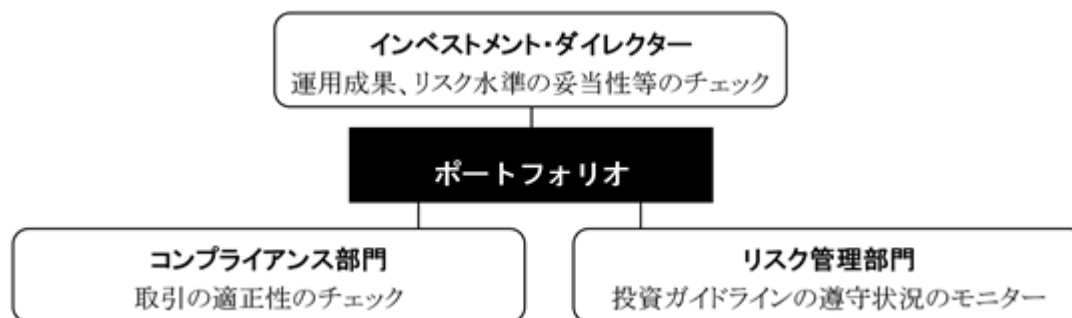 インベストメント・ダイレクター
運用成果、リスク水準の妥当性等のチェック
ポートフォリオ
コンプライアンス部門
取引の適正性のチェック
リスク管理部門
投資ガイドラインの遵守状況のモニター